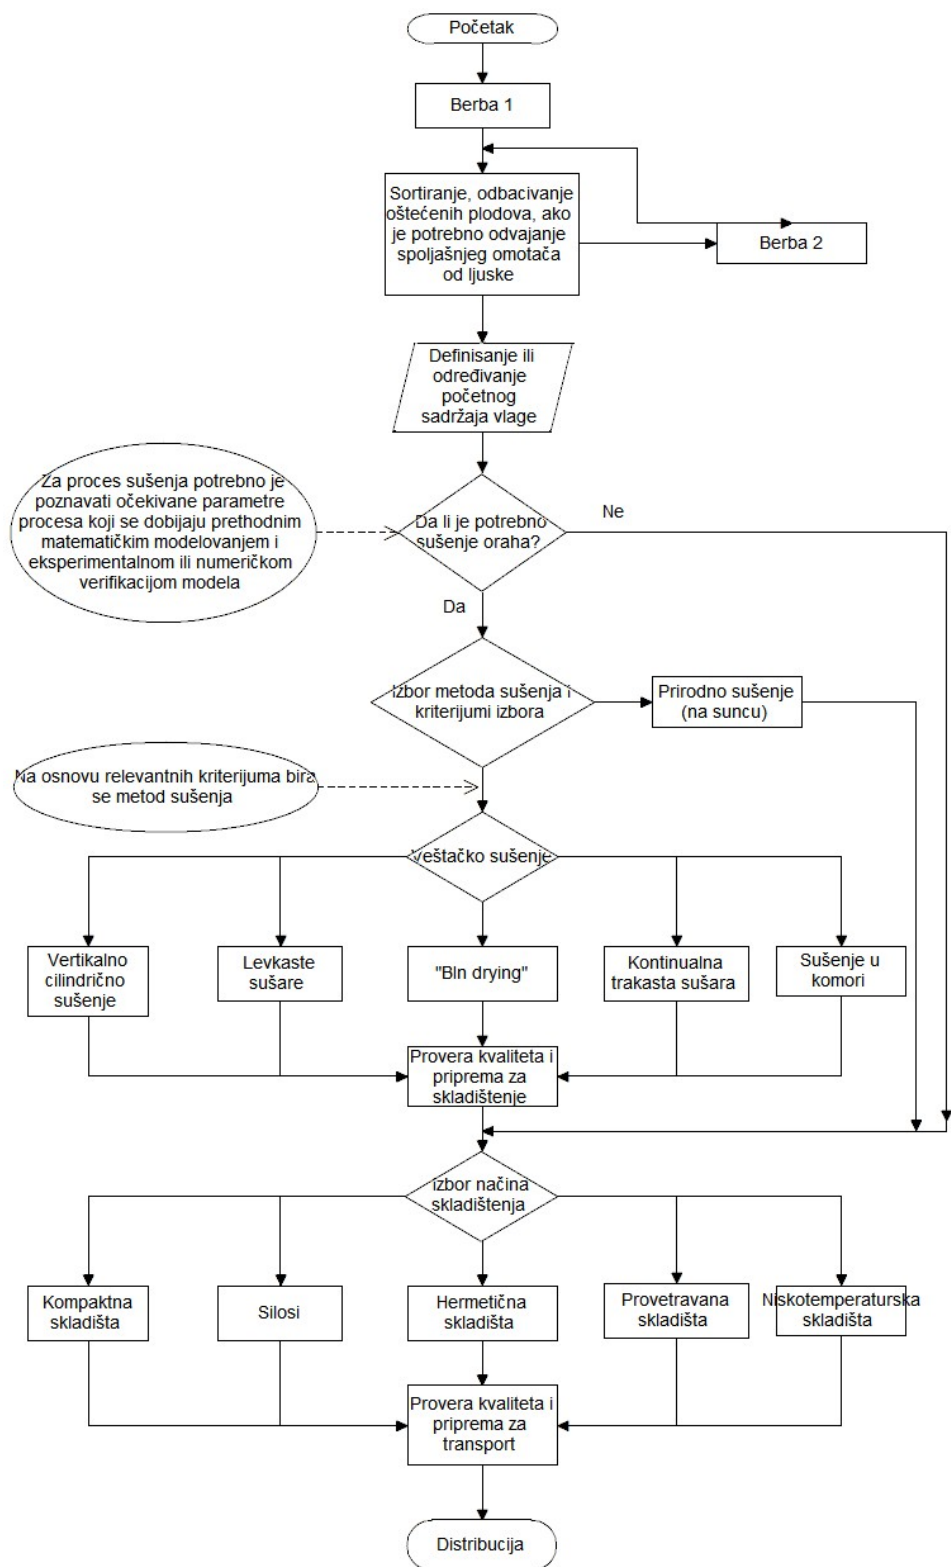 Početak
Berba 1
Sortiranje, odbacivanje
oštećenih plodova, ako
je potrebno odvajanje
spoljašnjeg omotača
od ljuske
Berba 2
Definisanje ili
određivanje
početnog
sadržaja vlage
Za proces sušenja potrebno je
poznavati očekivane parametre
procesa koji se dobijaju prethodnim
matematičkim modelovanjem i
eksperimentalnom ili numeričkom
verifikacijom modela
Da li je potrebno
sušenje oraha?
Ne
Da
Izbor metoda sušenja i
kriterijumi izbora
Prirodno sušenje
(na suncu)
Na osnovu relevantnih kriterijuma bira
se metod sušenja
Veštačko sušenje
Vertikalno
cilindrično
sušenje
Levkaste
sušare
"BIn drying"
Kontinualna
trakasta sušara
Sušenje u
komori
Provera kvaliteta i
priprema za
skladištenje
Izbor načina
skladištenja
Kompaktna
skladišta
Silosi
Hermetična
skladišta
Provetravana
skladišta
Niskotemperaturska
skladišta
Provera kvaliteta i
priprema za
transport
Distribucija